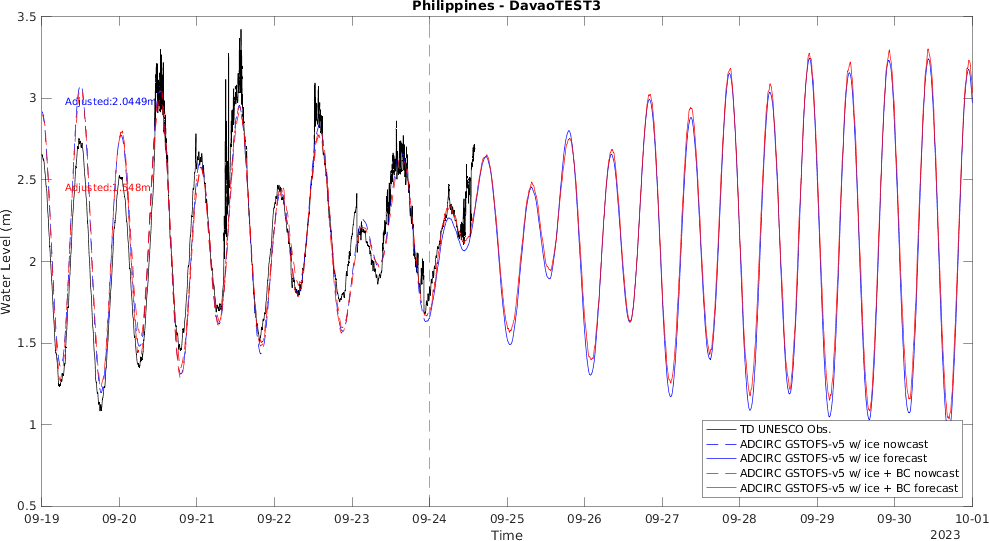 Philippines - DavaoTEST3
3.5
3
2.5
2
1.5
1
0.5
Water Level (m)
Adjusted:2.0449m
Adjusted:1.548m
TD UNESCO Obs.
ADCIRC GSTOFS-v5 w/ ice nowcast
ADCIRC GSTOFS-v5 w/ ice forecast
ADCIRC GSTOFS-v5 w/ ice + BC nowcast
ADCIRC GSTOFS-v5 w/ ice + BC forecast
09-19 09-20 09-21 09-22 09-23 09-24 09-25 09-26 09-27 09-28 09-29 09-30 10-01
Time
2023